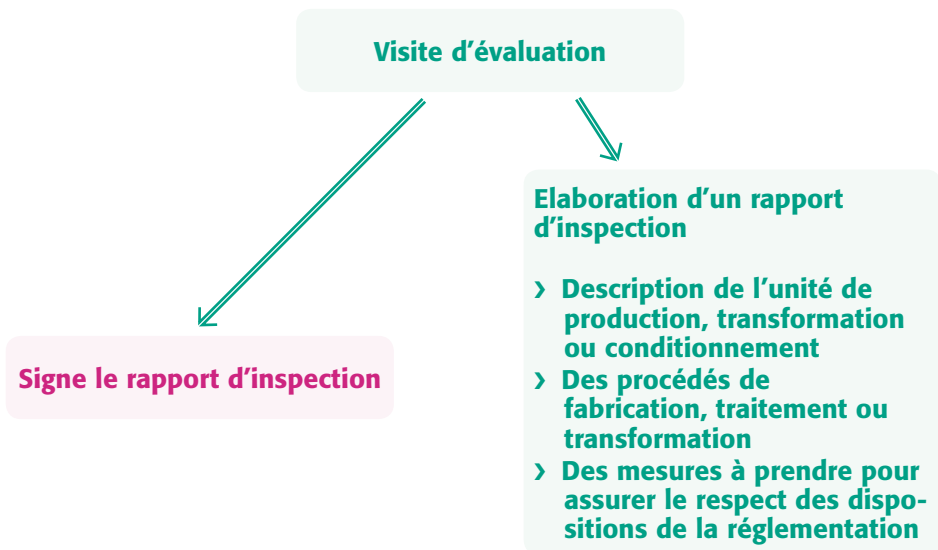 Visite d’évaluation
Elaboration d’un rapport
d’inspection
› Description de l’unité de
production, transformation
ou conditionnement
› Des procédés de
fabrication, traitement ou
transformation
› Des mesures à prendre pour
assurer le respect des dispo-
sitions de la réglementation
Signe le rapport d’inspection